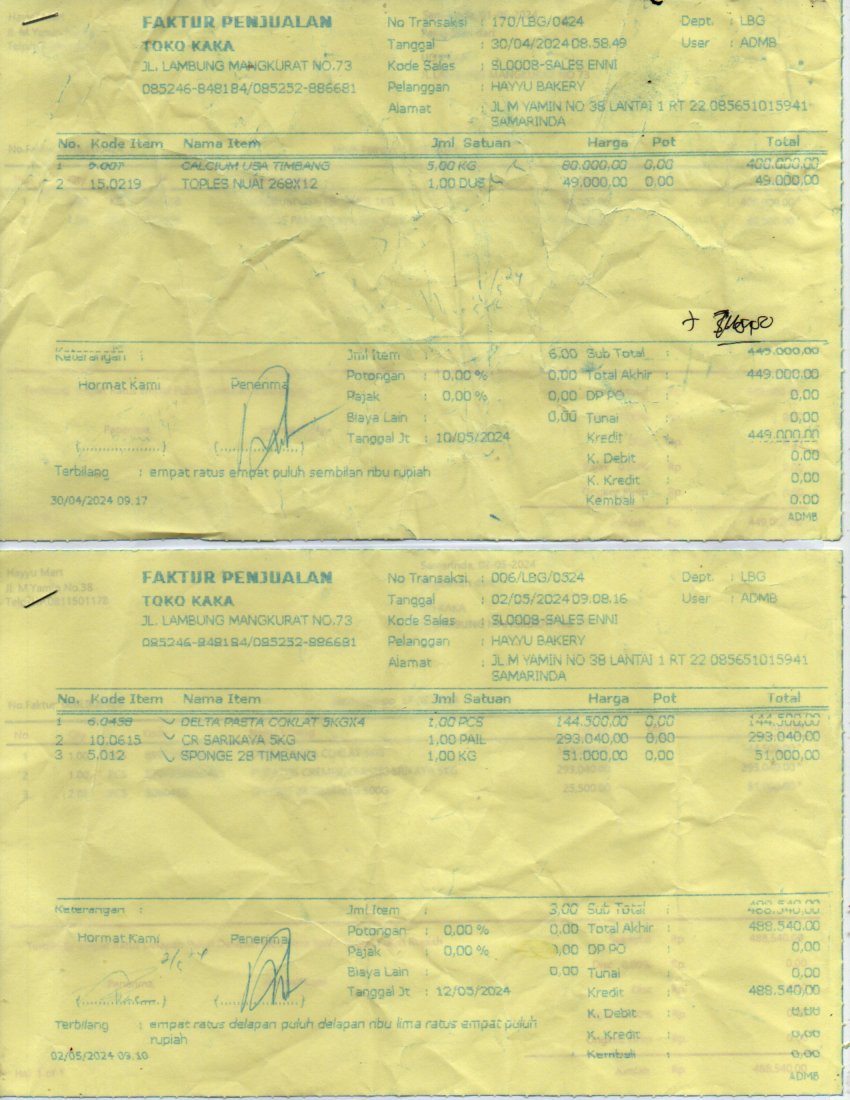 FAKTUR PENJUALAN
TOKO KAKA
JL. LAMBUNG MANGKURAT NO.73
085246-848184/085252-886681
No Transaksi : 170/LBG/0424
Tanggal : 30/04/2024 08.58.49
Kode Sales : SL0008-SALES ENNI
Pelanggan : HAYYU BAKERY
Alamat : JL M YAMIN NO 38 LANTAI 1 RT 22 085651015941
SAMARINDA
Dept. : LBG
User : ADMB
No. Kode Item Nama Item Jml Satuan Harga Pot Total
1 5.001 CALCIUM USA TIMBANG 5,00 KG 80.000,00 0,00 400.000,00
2 15.0219 TOPLES NUAI 268X12 1,00 DUS 49.000,00 0,00 49.000,00
Keterangan :
Hormat Kami Penerima
(..................) (..................)
Jml Item : 6,00
Potongan : 0,00 % 0,00
Pajak : 0,00 % 0,00
Biaya Lain : 0,00
Tanggal Jt : 10/05/2024
Sub Total : 449.000,00
Total Akhir : 449.000,00
DP PO : 0,00
Tunai : 0,00
Kredit : 449.000,00
K. Debit : 0,00
K. Kredit : 0,00
Kembali : 0,00
Terbilang : empat ratus empat puluh sembilan ribu rupiah
30/04/2024 09.17
ADMB
Hayyu Mart
Jl. M Yamin No.38
FAKTUR PENJUALAN
TOKO KAKA
JL. LAMBUNG MANGKURAT NO.73
085246-848184/085252-886681
No Transaksi : 006/LBG/0524
Tanggal : 02/05/2024 09.08.16
Kode Sales : SL0008-SALES ENNI
Pelanggan : HAYYU BAKERY
Alamat : JL M YAMIN NO 38 LANTAI 1 RT 22 085651015941
SAMARINDA
Dept. : LBG
User : ADMB
No. Kode Item Nama Item Jml Satuan Harga Pot Total
1 6.0459 DELTA PASTA COKLAT 5KGX4 1,00 PCS 144.500,00 0,00 144.500,00
2 10.0615 CR SARIKAYA 5KG 1,00 PAIL 293.040,00 0,00 293.040,00
3 5.012 SPONGE 28 TIMBANG 1,00 KG 51.000,00 0,00 51.000,00
Keterangan :
Hormat Kami Penerima
(..................) (..................)
Jml Item : 3,00
Potongan : 0,00 % 0,00
Pajak : 0,00 % 0,00
Biaya Lain : 0,00
Tanggal Jt : 12/05/2024
Sub Total : 488.540,00
Total Akhir : 488.540,00
DP PO : 0,00
Tunai : 0,00
Kredit : 488.540,00
K. Debit : 0,00
K. Kredit : 0,00
Kembali : 0,00
Terbilang : empat ratus delapan puluh delapan ribu lima ratus empat puluh
rupiah
02/05/2024 09.10
ADMB